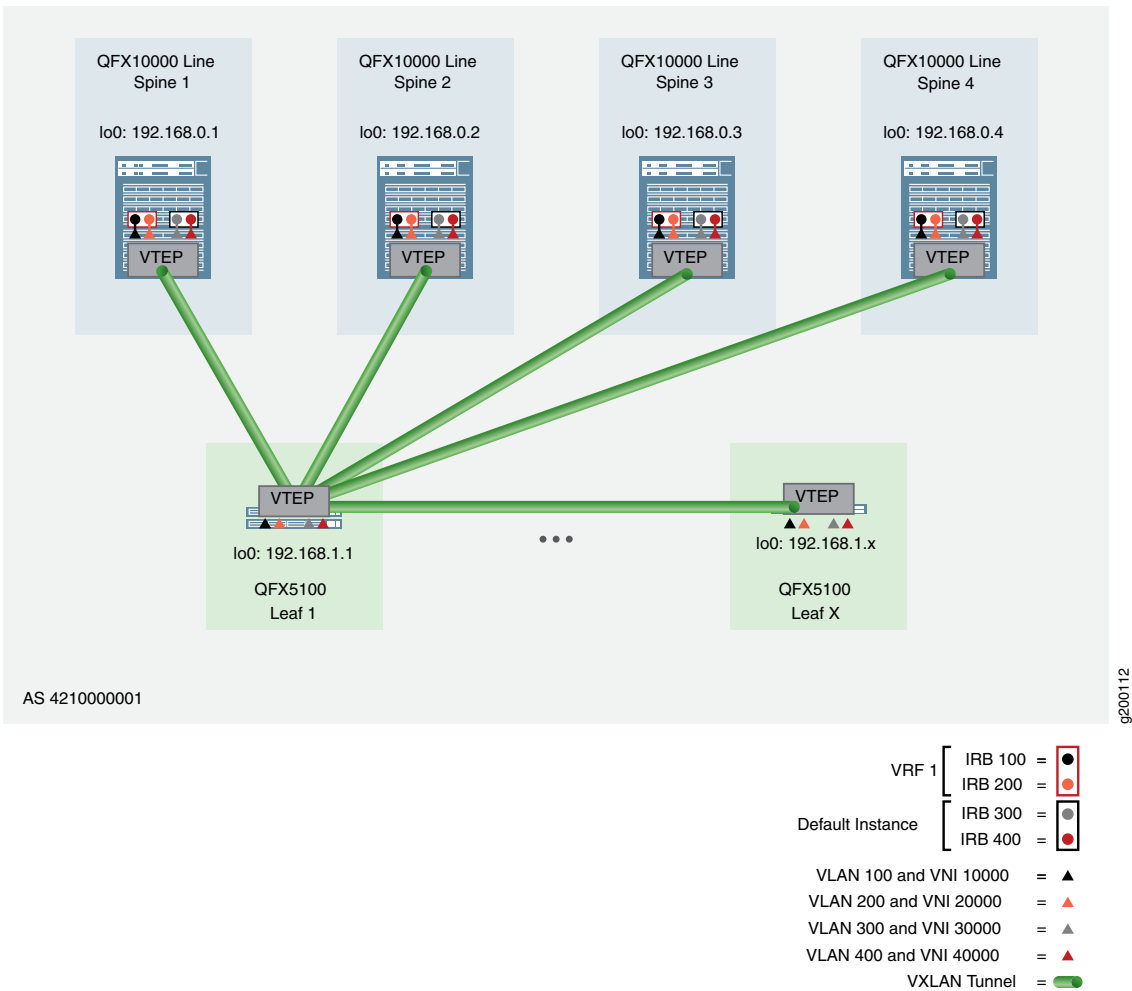 QFX10000 Line
Spine 1
QFX10000 Line
Spine 2
QFX10000 Line
Spine 3
QFX10000 Line
Spine 4
lo0: 192.168.0.1
lo0: 192.168.0.2
lo0: 192.168.0.3
lo0: 192.168.0.4
VTEP
VTEP
VTEP
VTEP
VTEP
VTEP
lo0: 192.168.1.1
lo0: 192.168.1.x
QFX5100
Leaf 1
QFX5100
Leaf X
AS 4210000001
g200112
VRF 1
IRB 100 =
IRB 200 =
Default Instance
IRB 300 =
IRB 400 =
VLAN 100 and VNI 10000 =
VLAN 200 and VNI 20000 =
VLAN 300 and VNI 30000 =
VLAN 400 and VNI 40000 =
VXLAN Tunnel =